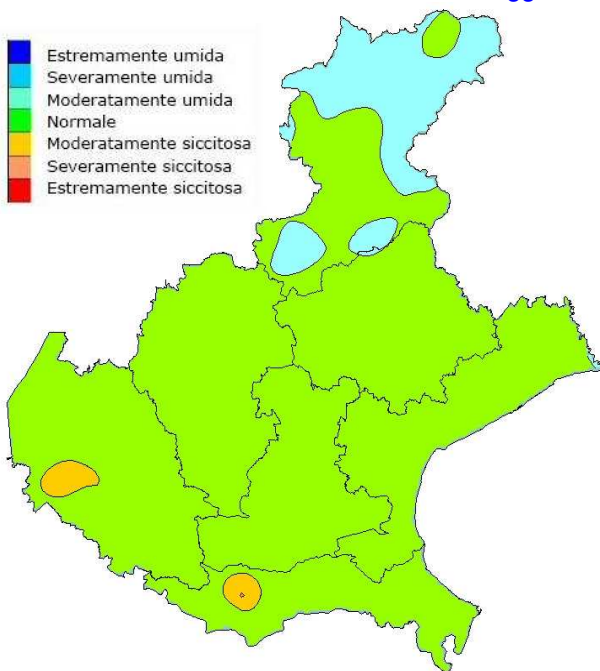 Estremamente umida
Severamente umida
Moderatamente umida
Normale
Moderatamente siccitosa
Severamente siccitosa
Estremamente siccitosa